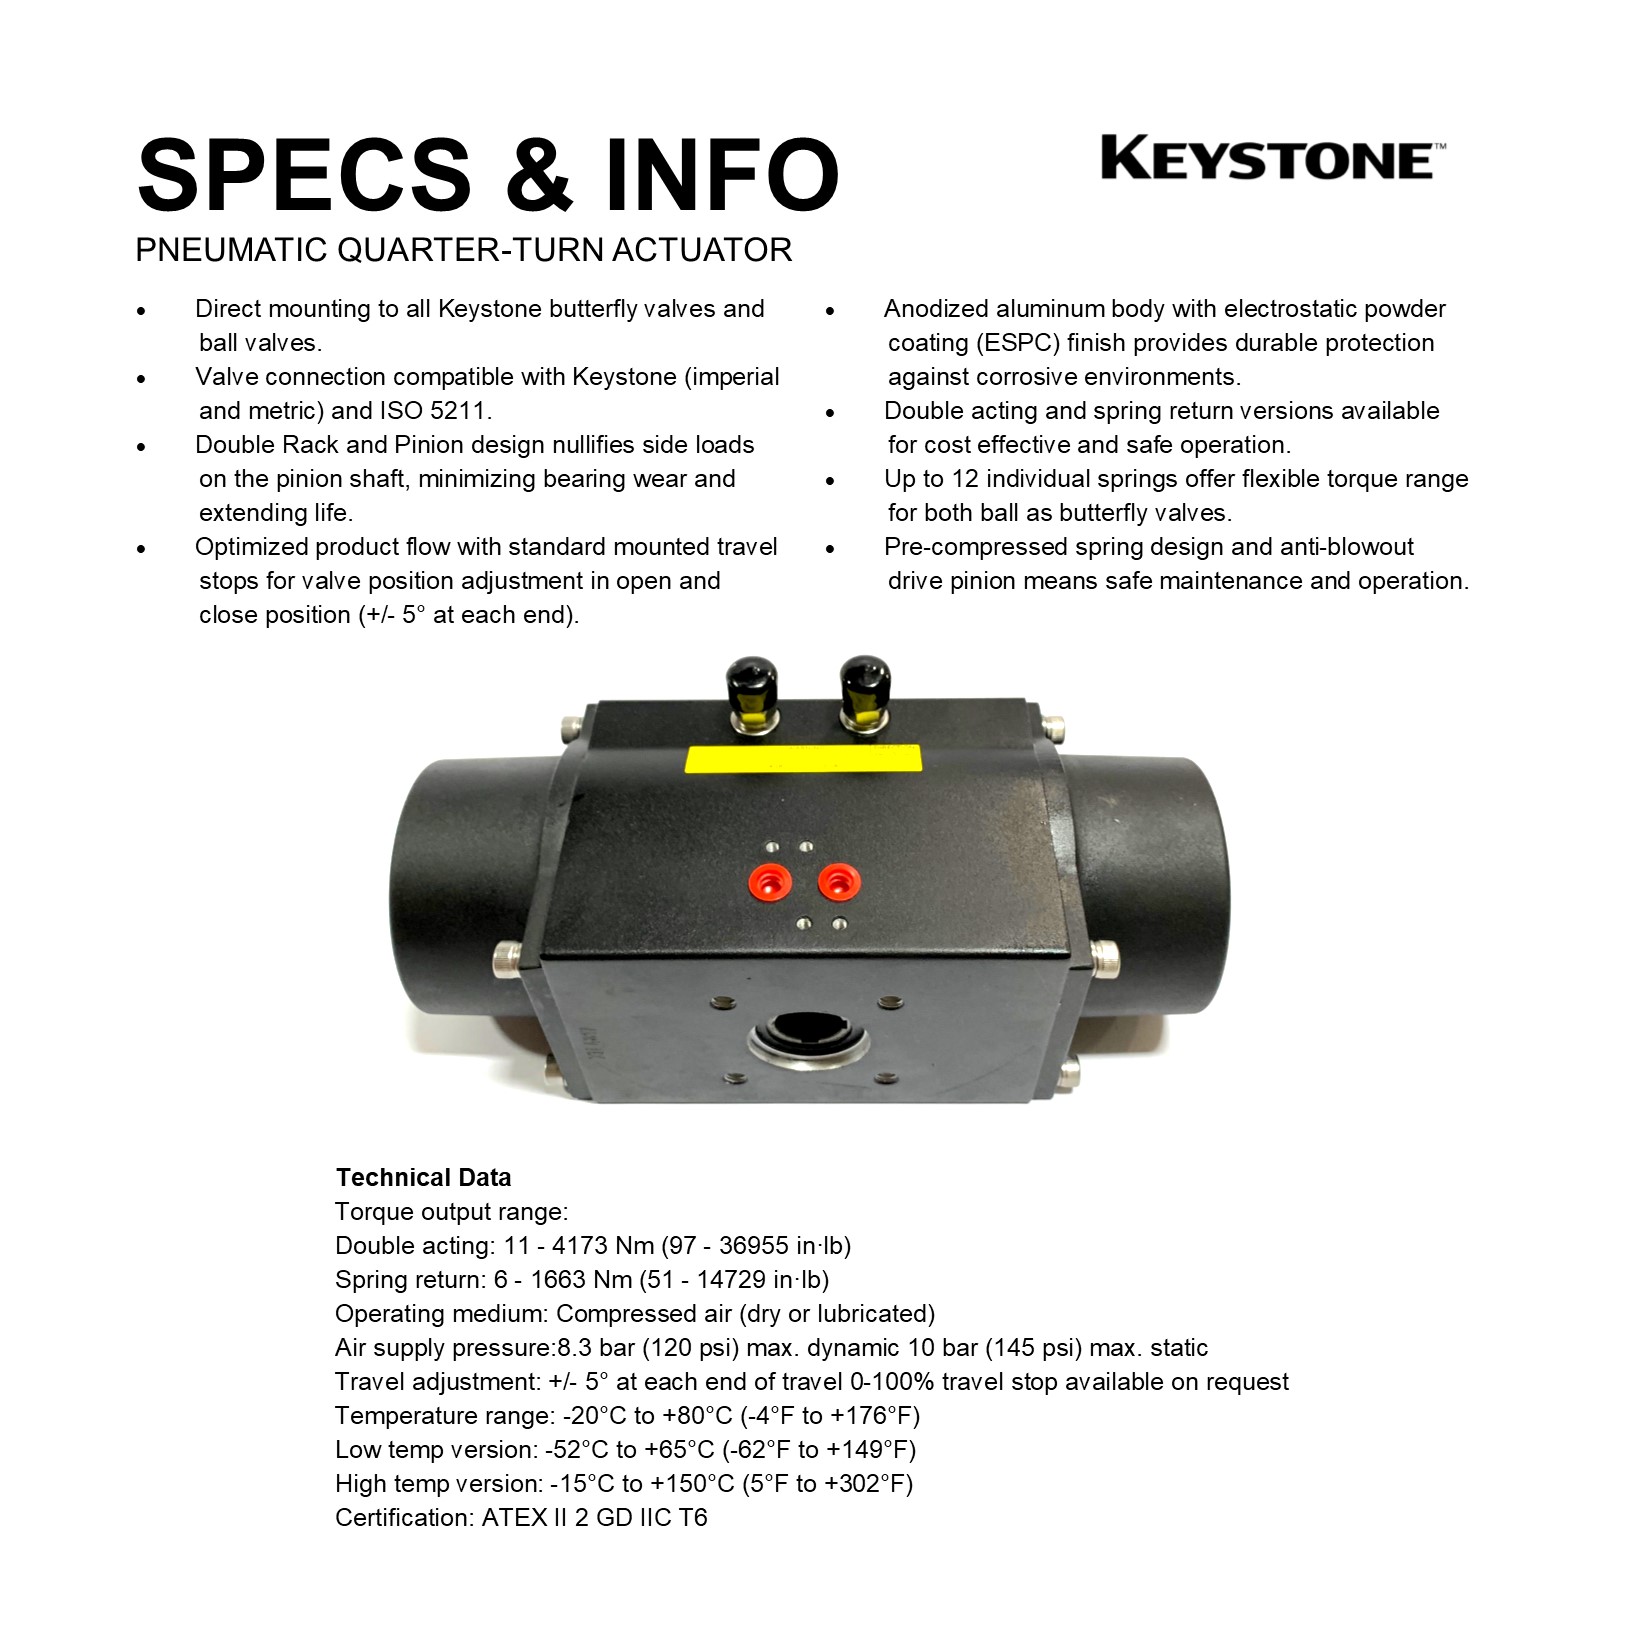 SPECS & INFO
KEYSTONE™
PNEUMATIC QUARTER-TURN ACTUATOR
• Direct mounting to all Keystone butterfly valves and
ball valves.
• Valve connection compatible with Keystone (imperial
and metric) and ISO 5211.
• Double Rack and Pinion design nullifies side loads
on the pinion shaft, minimizing bearing wear and
extending life.
• Optimized product flow with standard mounted travel
stops for valve position adjustment in open and
close position (+/- 5° at each end).
• Anodized aluminum body with electrostatic powder
coating (ESPC) finish provides durable protection
against corrosive environments.
• Double acting and spring return versions available
for cost effective and safe operation.
• Up to 12 individual springs offer flexible torque range
for both ball as butterfly valves.
• Pre-compressed spring design and anti-blowout
drive pinion means safe maintenance and operation.
Technical Data
Torque output range:
Double acting: 11 - 4173 Nm (97 - 36955 in·lb)
Spring return: 6 - 1663 Nm (51 - 14729 in·lb)
Operating medium: Compressed air (dry or lubricated)
Air supply pressure:8.3 bar (120 psi) max. dynamic 10 bar (145 psi) max. static
Travel adjustment: +/- 5° at each end of travel 0-100% travel stop available on request
Temperature range: -20°C to +80°C (-4°F to +176°F)
Low temp version: -52°C to +65°C (-62°F to +149°F)
High temp version: -15°C to +150°C (5°F to +302°F)
Certification: ATEX II 2 GD IIC T6